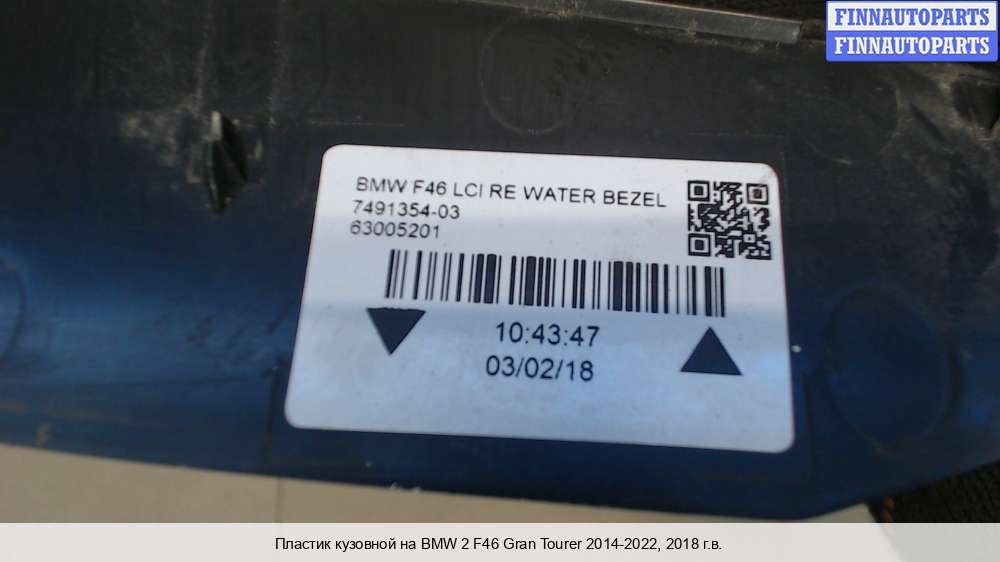 FINNAUTOPARTS
FINNAUTOPARTS
BMW F46 LCI RE WATER BEZEL
7491354-03
63005201
10:43:47
03/02/18
Пластик кузовной на BMW 2 F46 Gran Tourer 2014-2022, 2018 г.в.